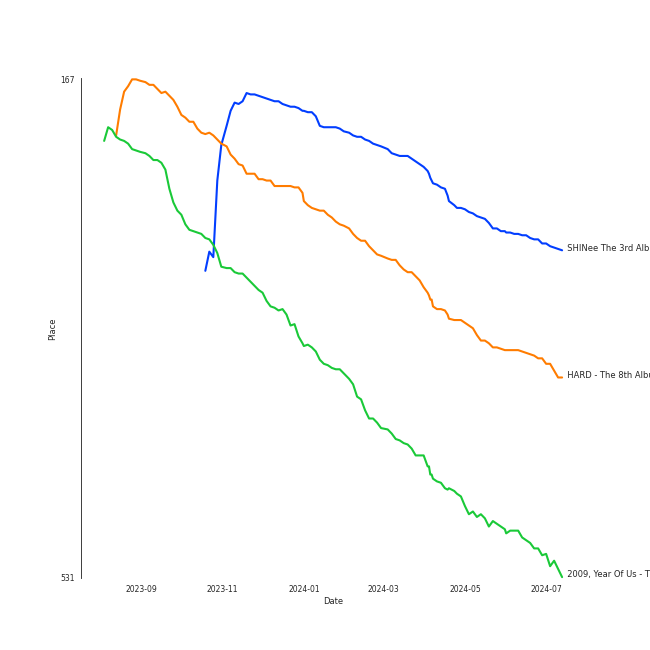 167
531
Place
2023-09
2023-11
2024-01
2024-03
2024-05
2024-07
Date
SHINee The 3rd Alb
HARD - The 8th Alb
2009, Year Of Us - T